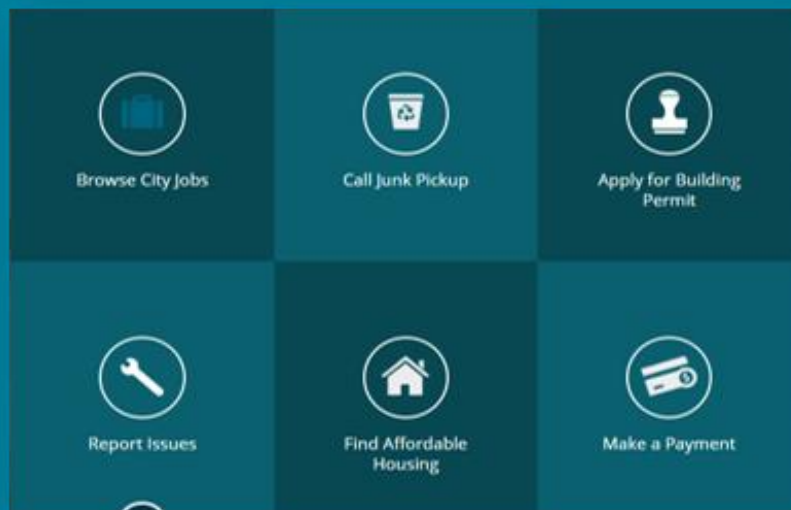 Browse City Jobs
Call Junk Pickup
Apply for Building
Permit
Report Issues
Find Affordable
Housing
Make a Payment